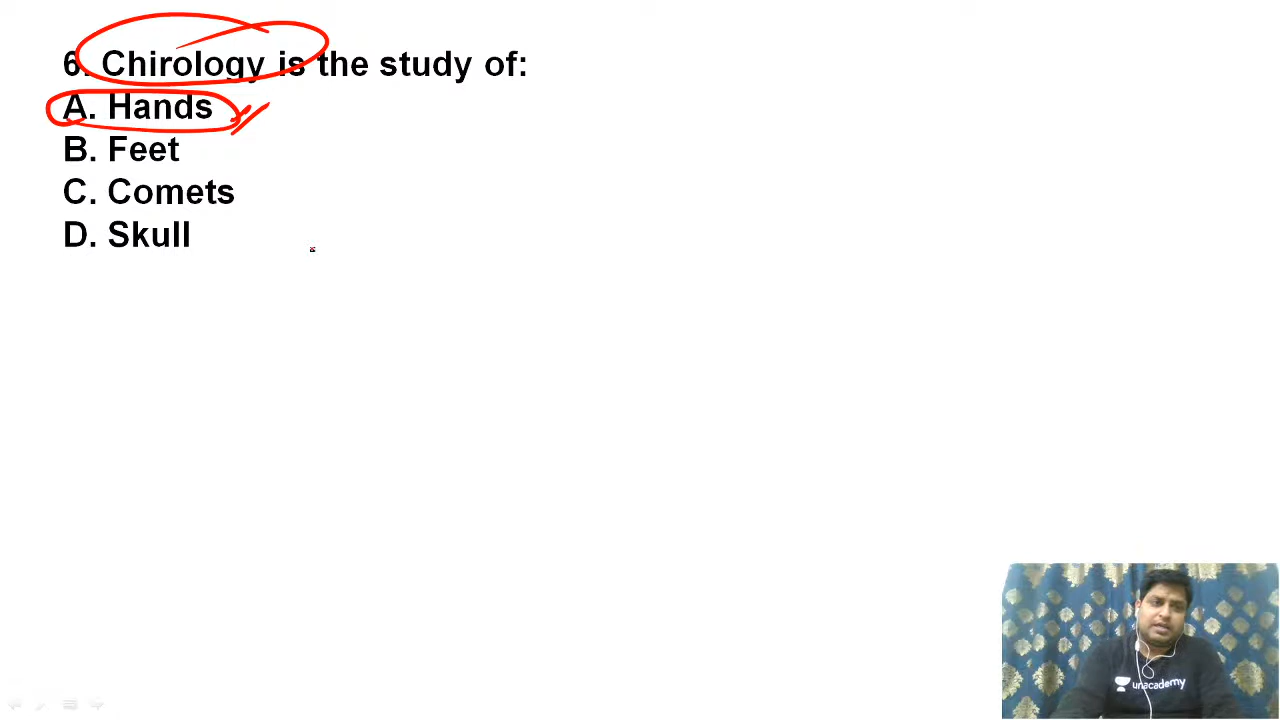 6. Chirology is the study of:
A. Hands
B. Feet
C. Comets
D. Skull
unacademy